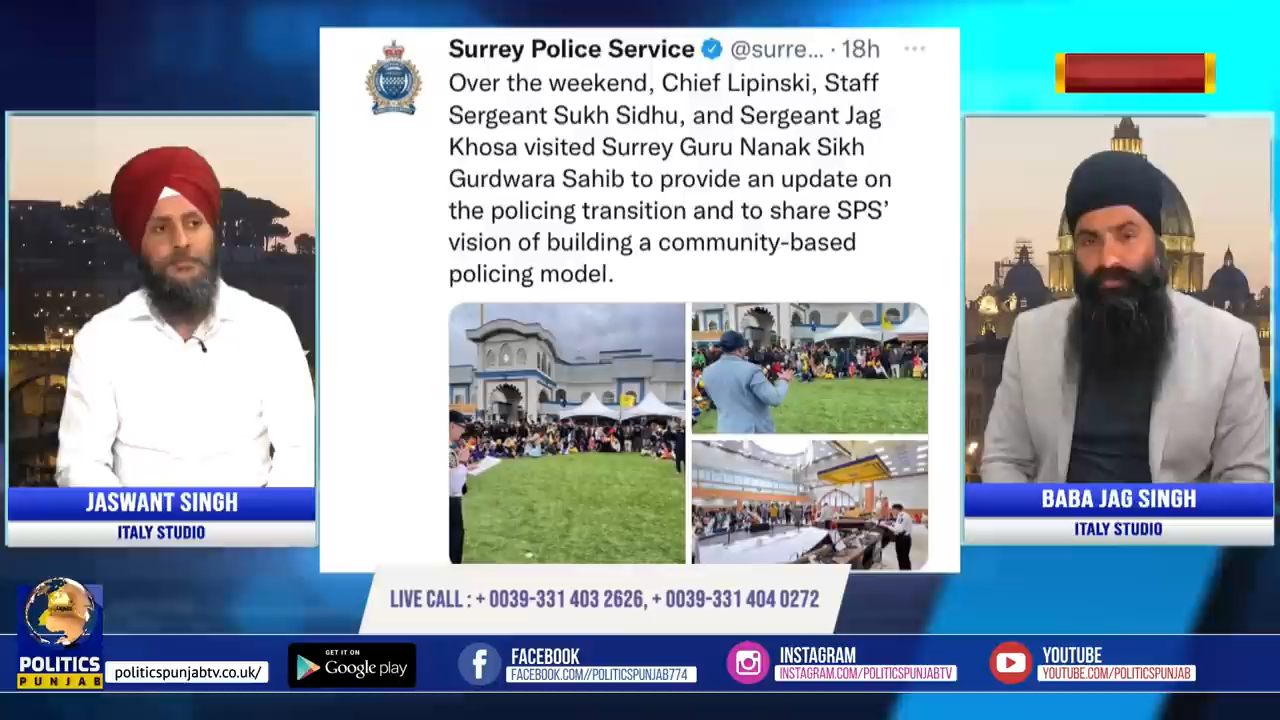 Surrey Police Service @surre... · 18h ...
Over the weekend, Chief Lipinski, Staff
Sergeant Sukh Sidhu, and Sergeant Jag
Khosa visited Surrey Guru Nanak Sikh
Gurdwara Sahib to provide an update on
the policing transition and to share SPS’
vision of building a community-based
policing model.
JASWANT SINGH
ITALY STUDIO
BABA JAG SINGH
ITALY STUDIO
LIVE CALL : + 0039-331 403 2626, + 0039-331 404 0272
POLITICS
PUNJAB
politicspunjabtv.co.uk/
GET IT ON
Google play
FACEBOOK
FACEBOOK.COM//POLITICSPUNJAB774
INSTAGRAM
INSTAGRAM.COM/POLITICSPUNJABTV
YOUTUBE
YOUTUBE.COM/POLITICSPUNJAB